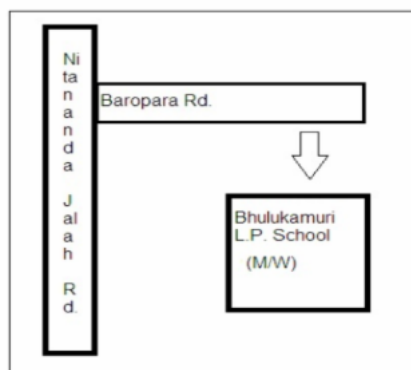 Ni
ta
n
a
n
d
a
J
al
a
h
R
d.
Baropara Rd.
Bhulukamuri
L.P. School
(M/W)